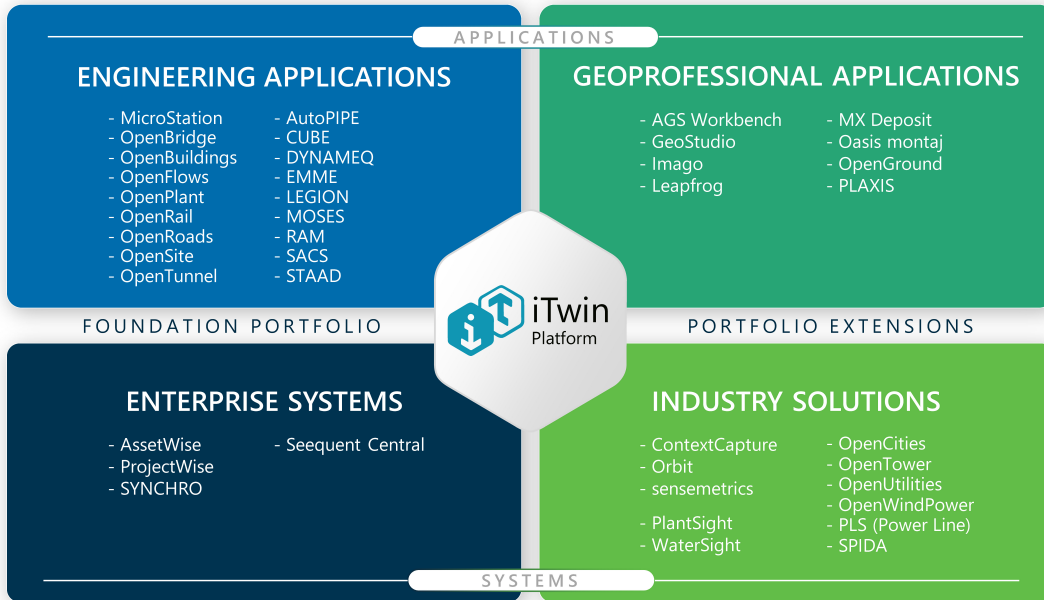 APPLICATIONS
ENGINEERING APPLICATIONS
- MicroStation
- OpenBridge
- OpenBuildings
- OpenFlows
- OpenPlant
- OpenRail
- OpenRoads
- OpenSite
- OpenTunnel
- AutoPIPE
- CUBE
- DYNAMEQ
- EMME
- LEGION
- MOSES
- RAM
- SACS
- STAAD
GEOPROFESSIONAL APPLICATIONS
- AGS Workbench
- GeoStudio
- Imago
- Leapfrog
- MX Deposit
- Oasis montaj
- OpenGround
- PLAXIS
FOUNDATION PORTFOLIO
iTwin
Platform
PORTFOLIO EXTENSIONS
ENTERPRISE SYSTEMS
- AssetWise
- ProjectWise
- SYNCHRO
- Seequent Central
INDUSTRY SOLUTIONS
- ContextCapture
- Orbit
- sensemetrics
- PlantSight
- WaterSight
- OpenCities
- OpenTower
- OpenUtilities
- OpenWindPower
- PLS (Power Line)
- SPIDA
SYSTEMS